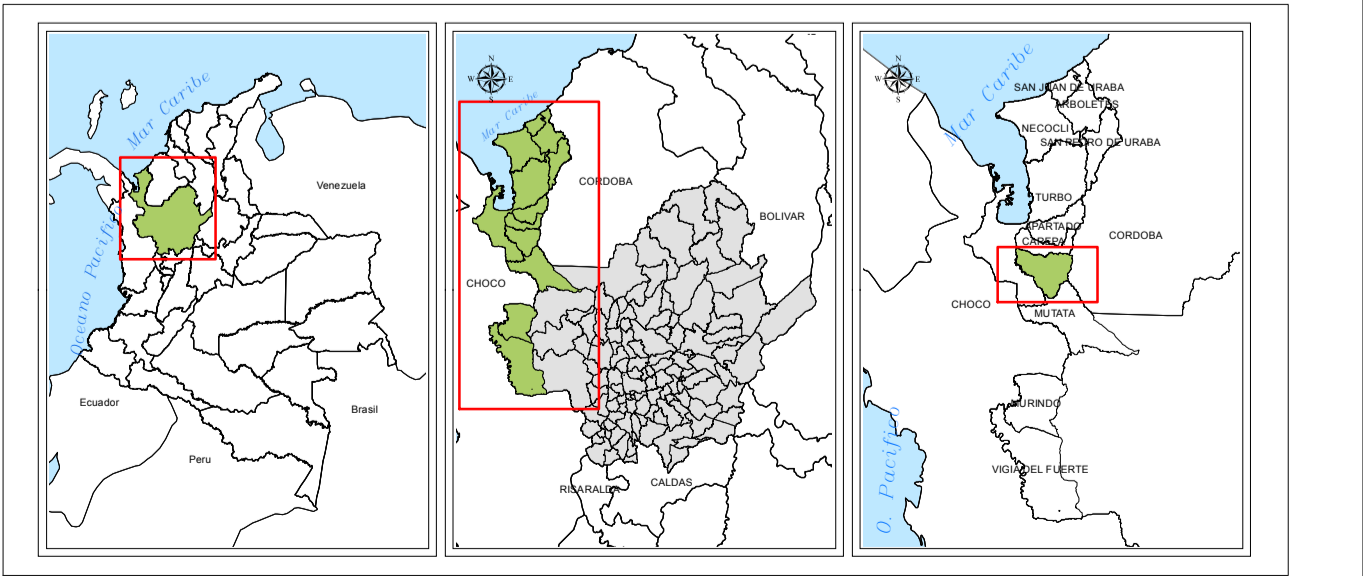 Mar Caribe
Venezuela
Oceano Pacifico
Ecuador
Brasil
Peru
N
W E
S
Mar Caribe
CORDOBA
BOLIVAR
CHOCO
RISARALDA
CALDAS
N
W E
S
Mar Caribe
SAN JUAN DE URABA
ARBOLETES
NECOCLI
SAN PEDRO DE URABA
TURBO
APARTADO
CAREPA
CORDOBA
CHOCO
MUTATA
MURINDO
VIGIA DEL FUERTE
O. Pacifico